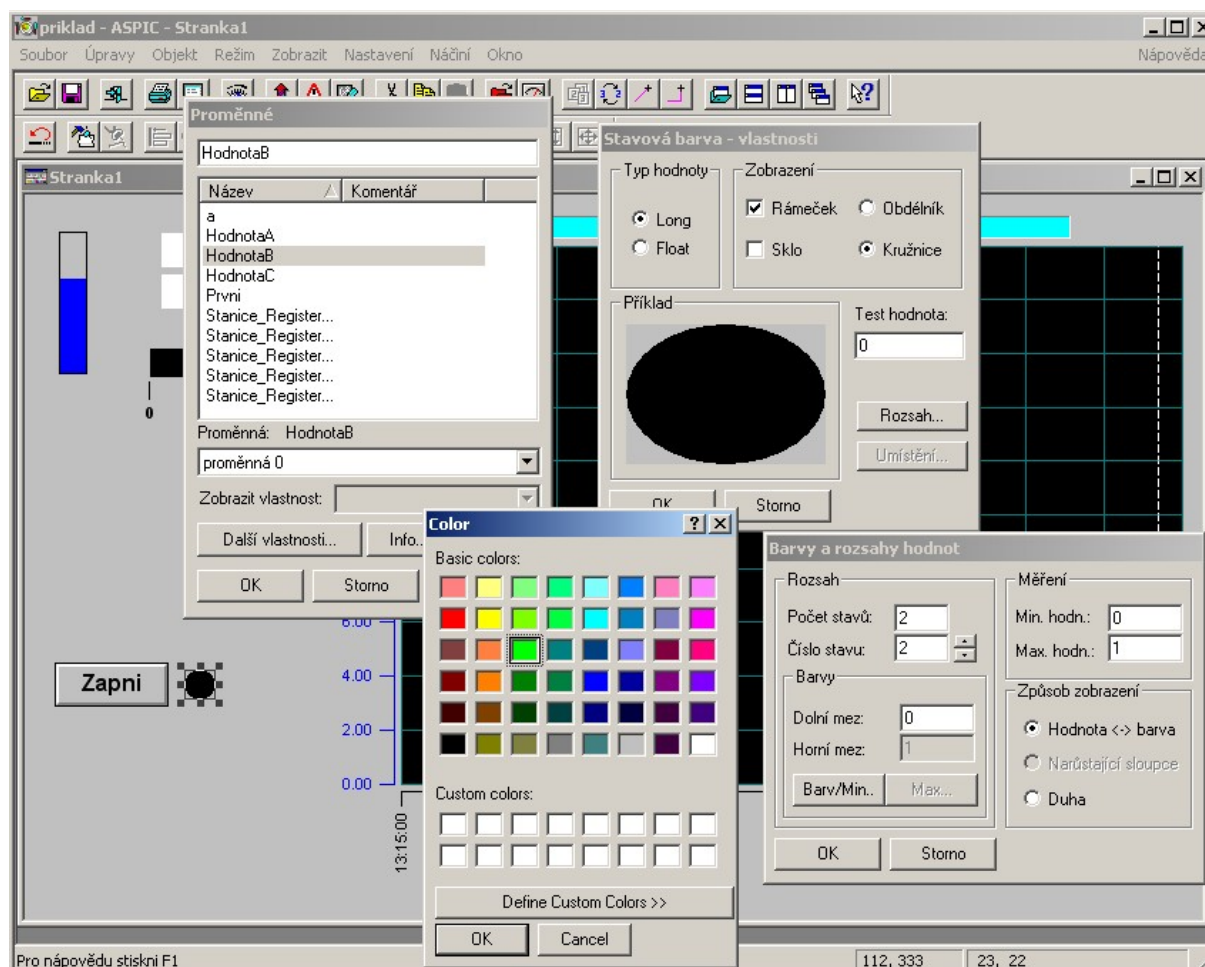 priklad - ASPIC - Stranka1
Soubor Úpravy Objekt Režim Zobrazit Nastavení Náčiní Okno Nápověda
Proměnné
HodnotaB
Název Komentář
a
HodnotaA
HodnotaB
HodnotaC
Prvni
Stanice_Register...
Stanice_Register...
Stanice_Register...
Stanice_Register...
Stanice_Register...
Proměnná: HodnotaB
proměnná 0
Zobrazit vlastnost:
Další vlastnosti... Info..
OK Storno
Stavová barva - vlastnosti
Typ hodnoty
Long
Float
Zobrazení
Rámeček Obdélník
Sklo Kružnice
Příklad
Test hodnota:
0
Rozsah...
Umístění...
OK Storno
Stranka1
0
Zapni
6.00
4.00
2.00
0.00
13:15:00
Color
Basic colors:
Custom colors:
Define Custom Colors >>
OK Cancel
Barvy a rozsahy hodnot
Rozsah
Počet stavů: 2
Číslo stavu: 2
Barvy
Dolní mez: 0
Horní mez: 1
Barv/Min.. Max...
Měření
Min. hodn.: 0
Max. hodn.: 1
Způsob zobrazení
Hodnota <-> barva
Narůstající sloupce
Duha
OK Storno
Pro nápovědu stiskni F1 112, 333 23, 22